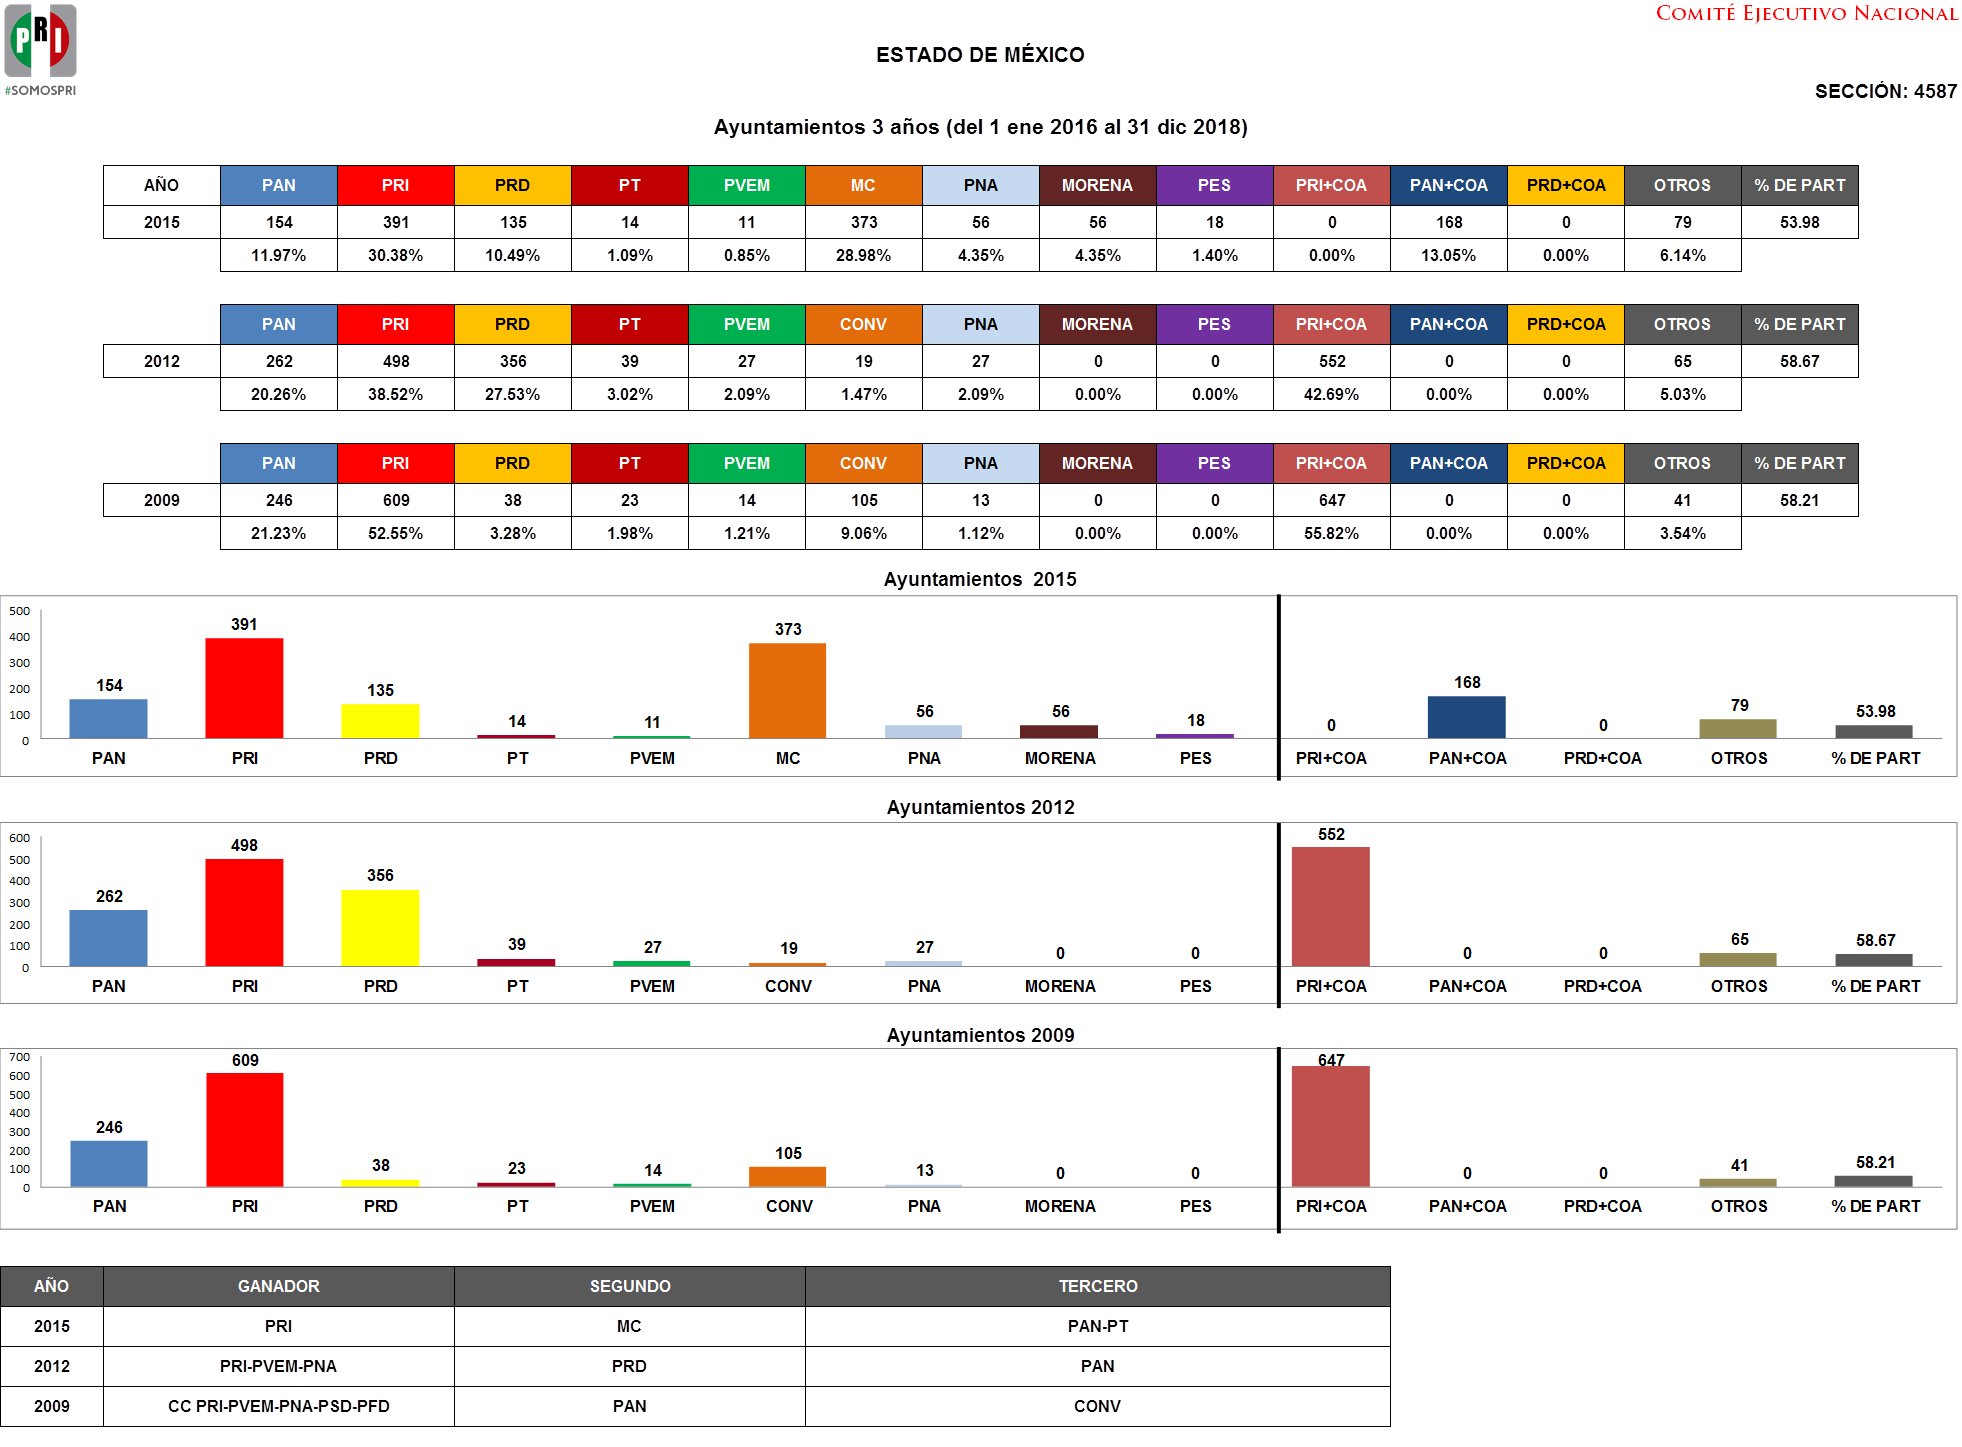 PRI
#SOMOSPRI
COMITÉ EJECUTIVO NACIONAL
ESTADO DE MÉXICO
SECCIÓN: 4587
Ayuntamientos 3 años (del 1 ene 2016 al 31 dic 2018)
AÑO PAN PRI PRD PT PVEM MC PNA MORENA PES PRI+COA PAN+COA PRD+COA OTROS % DE PART
2015 154 391 135 14 11 373 56 56 18 0 168 0 79 53.98
11.97% 30.38% 10.49% 1.09% 0.85% 28.98% 4.35% 4.35% 1.40% 0.00% 13.05% 0.00% 6.14%
PAN PRI PRD PT PVEM CONV PNA MORENA PES PRI+COA PAN+COA PRD+COA OTROS % DE PART
2012 262 498 356 39 27 19 27 0 0 552 0 0 65 58.67
20.26% 38.52% 27.53% 3.02% 2.09% 1.47% 2.09% 0.00% 0.00% 42.69% 0.00% 0.00% 5.03%
PAN PRI PRD PT PVEM CONV PNA MORENA PES PRI+COA PAN+COA PRD+COA OTROS % DE PART
2009 246 609 38 23 14 105 13 0 0 647 0 0 41 58.21
21.23% 52.55% 3.28% 1.98% 1.21% 9.06% 1.12% 0.00% 0.00% 55.82% 0.00% 0.00% 3.54%
Ayuntamientos 2015
500
400
300
200
100
0
154 391 135 14 11 373 56 56 18 0 168 0 79 53.98
PAN PRI PRD PT PVEM MC PNA MORENA PES PRI+COA PAN+COA PRD+COA OTROS % DE PART
Ayuntamientos 2012
600
500
400
300
200
100
0
262 498 356 39 27 19 27 0 0 552 0 0 65 58.67
PAN PRI PRD PT PVEM CONV PNA MORENA PES PRI+COA PAN+COA PRD+COA OTROS % DE PART
Ayuntamientos 2009
700
600
500
400
300
200
100
0
246 609 38 23 14 105 13 0 0 647 0 0 41 58.21
PAN PRI PRD PT PVEM CONV PNA MORENA PES PRI+COA PAN+COA PRD+COA OTROS % DE PART
AÑO GANADOR SEGUNDO TERCERO
2015 PRI MC PAN-PT
2012 PRI-PVEM-PNA PRD PAN
2009 CC PRI-PVEM-PNA-PSD-PFD PAN CONV